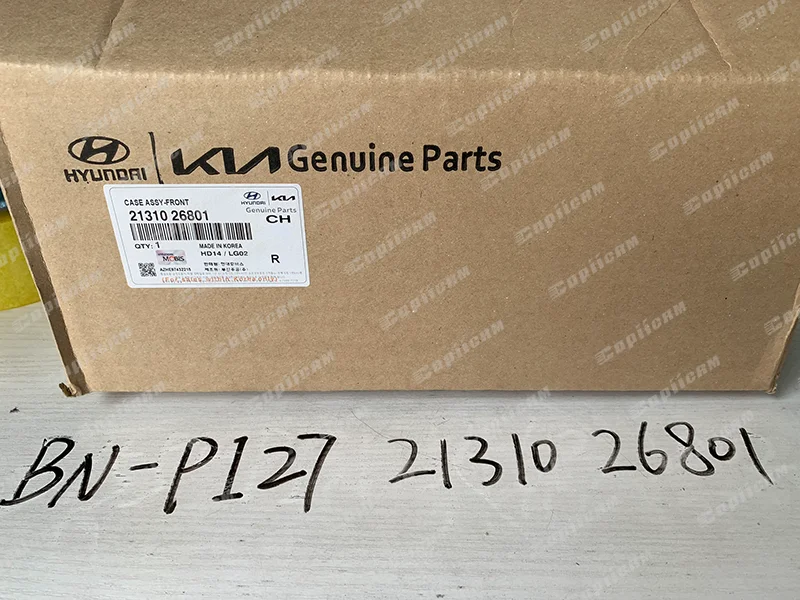 HYUNDAI | KIA Genuine Parts
CASE ASSY-FRONT
HYUNDAI KIA
21310 26801
Genuine Parts
CH
QTY: 1
MADE IN KOREA
MOBIS
HD14 / LG02
R
BN-P127 21310 26801
Copiicam